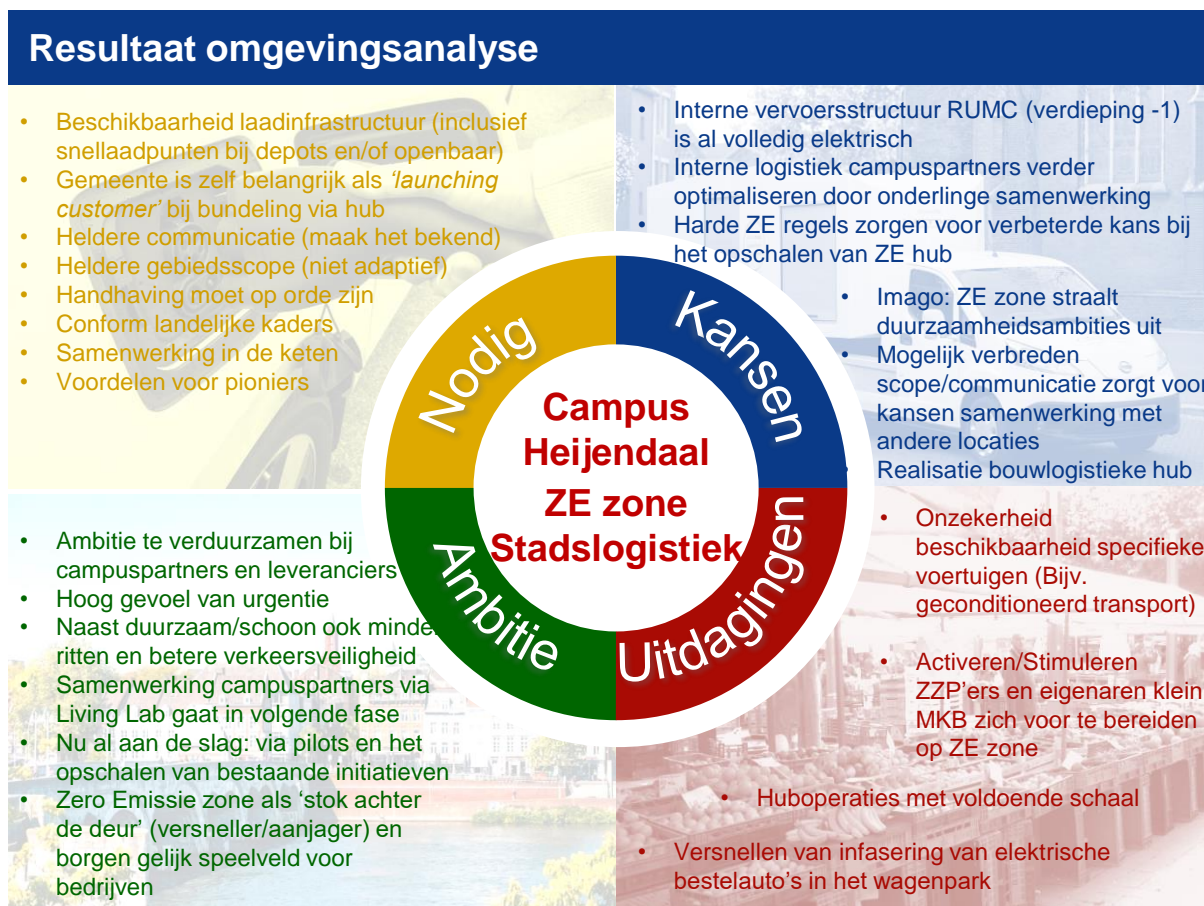 Resultaat omgevingsanalyse
• Beschikbaarheid laadinfrastructuur (inclusief
snellaadpunten bij depots en/of openbaar)
• Gemeente is zelf belangrijk als ‘launching
customer’ bij bundeling via hub
• Heldere communicatie (maak het bekend)
• Heldere gebiedsscope (niet adaptief)
• Handhaving moet op orde zijn
• Conform landelijke kaders
• Samenwerking in de keten
• Voordelen voor pioniers
• Interne vervoersstructuur RUMC (verdieping -1)
is al volledig elektrisch
• Interne logistiek campuspartners verder
optimaliseren door onderlinge samenwerking
• Harde ZE regels zorgen voor verbeterde kans bij
het opschalen van ZE hub
• Imago: ZE zone straalt
duurzaamheidsambities uit
• Mogelijk verbreden
scope/communicatie zorgt voor
kansen samenwerking met
andere locaties
• Realisatie bouwlogistieke hub
Nodig
Kansen
Campus
Heijendaal
ZE zone
Stadslogistiek
Ambitie
Uitdagingen
• Ambitie te verduurzamen bij
campuspartners en leveranciers
• Hoog gevoel van urgentie
• Naast duurzaam/schoon ook minde
ritten en betere verkeersveiligheid
• Samenwerking campuspartners via
Living Lab gaat in volgende fase
• Nu al aan de slag: via pilots en het
opschalen van bestaande initiatieven
• Zero Emissie zone als ‘stok achter
de deur’ (versneller/aanjager) en
borgen gelijk speelveld voor
bedrijven
• Onzekerheid
beschikbaarheid specifieke
voertuigen (Bijv.
geconditioneerd transport)
• Activeren/Stimuleren
ZZP’ers en eigenaren klein
MKB zich voor te bereiden
op ZE zone
• Huboperaties met voldoende schaal
• Versnellen van infasering van elektrische
bestelauto’s in het wagenpark